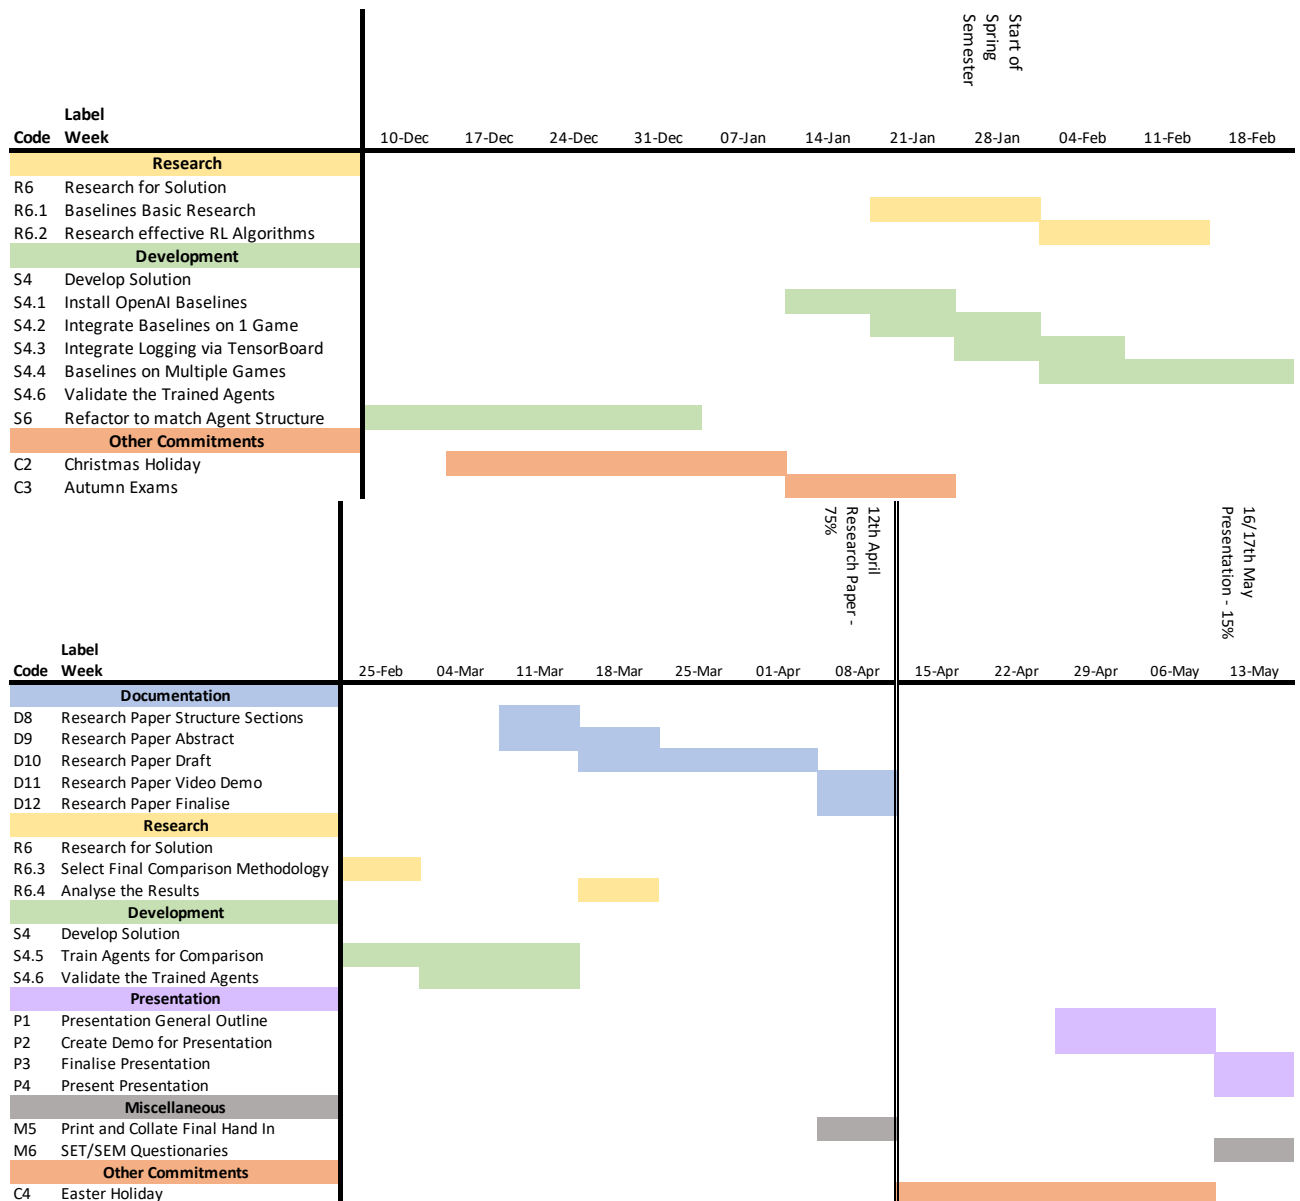 Start of
Spring
Semester
Label
Code Week 10-Dec 17-Dec 24-Dec 31-Dec 07-Jan 14-Jan 21-Jan 28-Jan 04-Feb 11-Feb 18-Feb
Research
R6 Research for Solution
R6.1 Baselines Basic Research
R6.2 Research effective RL Algorithms
Development
S4 Develop Solution
S4.1 Install OpenAI Baselines
S4.2 Integrate Baselines on 1 Game
S4.3 Integrate Logging via TensorBoard
S4.4 Baselines on Multiple Games
S4.6 Validate the Trained Agents
S6 Refactor to match Agent Structure
Other Commitments
C2 Christmas Holiday
C3 Autumn Exams
12th April
Research Paper -
75%
16/17th May
Presentation - 15%
Label
Code Week 25-Feb 04-Mar 11-Mar 18-Mar 25-Mar 01-Apr 08-Apr 15-Apr 22-Apr 29-Apr 06-May 13-May
Documentation
D8 Research Paper Structure Sections
D9 Research Paper Abstract
D10 Research Paper Draft
D11 Research Paper Video Demo
D12 Research Paper Finalise
Research
R6 Research for Solution
R6.3 Select Final Comparison Methodology
R6.4 Analyse the Results
Development
S4 Develop Solution
S4.5 Train Agents for Comparison
S4.6 Validate the Trained Agents
Presentation
P1 Presentation General Outline
P2 Create Demo for Presentation
P3 Finalise Presentation
P4 Present Presentation
Miscellaneous
M5 Print and Collate Final Hand In
M6 SET/SEM Questionaries
Other Commitments
C4 Easter Holiday